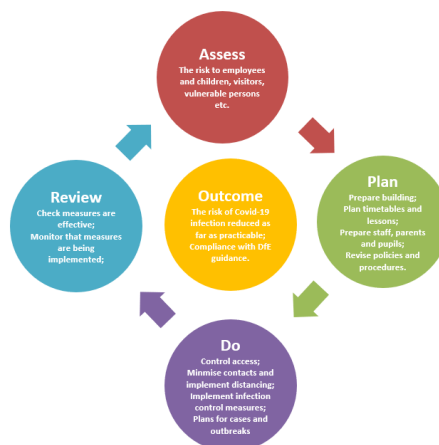 Assess
The risk to employees
and children, visitors,
vulnerable persons
etc.
Review
Check measures are
effective;
Monitor that measures
are being
implemented;
Outcome
The risk of Covid-19
infection reduced as
far as practicable;
Compliance with DfE
guidance.
Plan
Prepare building;
Plan timetables and
lessons;
Prepare staff, parents
and pupils;
Revise policies and
procedures.
Do
Control access;
Minmise contacts and
implement distancing;
Implement infection
control measures;
Plans for cases and
outbreaks